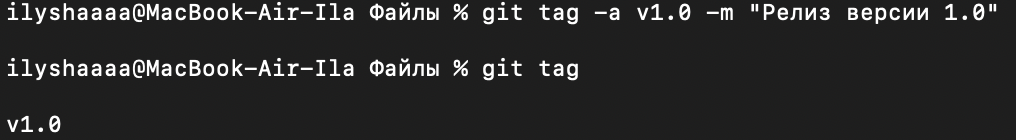 ilyshaaaa@MacBook-Air-Ila Файлы % git tag -a v1.0 -m "Релиз версии 1.0"
ilyshaaaa@MacBook-Air-Ila Файлы % git tag
v1.0